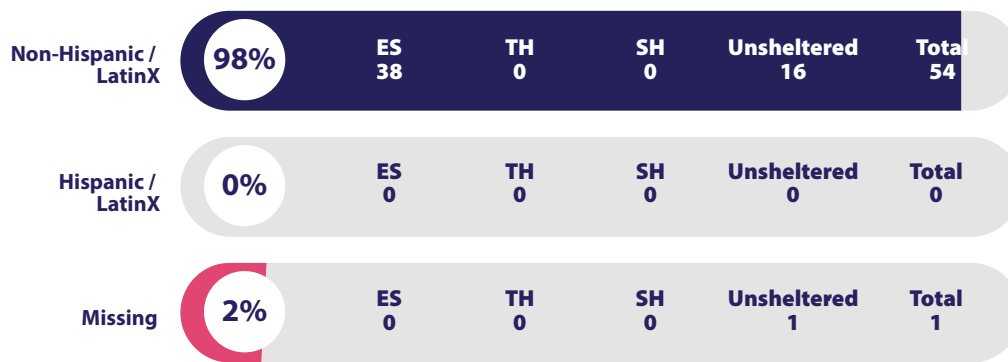 Non-Hispanic / LatinX
98%
ES TH SH Unsheltered Total
38 0 0 16 54
Hispanic / LatinX
0%
ES TH SH Unsheltered Total
0 0 0 0 0
Missing
2%
ES TH SH Unsheltered Total
0 0 0 1 1